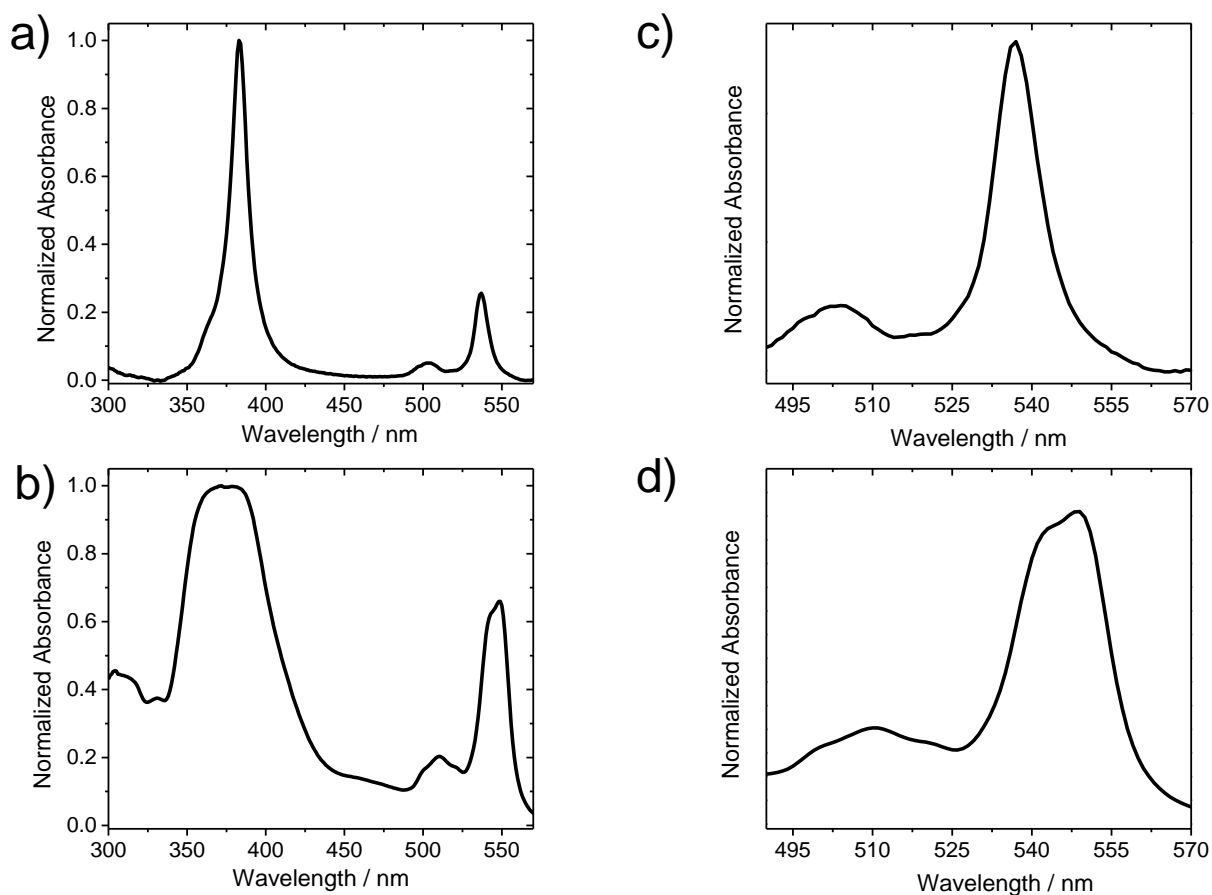 a)
Normalized Absorbance
1.0
0.8
0.6
0.4
0.2
0.0
300 350 400 450 500 550
Wavelength / nm
b)
Normalized Absorbance
1.0
0.8
0.6
0.4
0.2
0.0
300 350 400 450 500 550
Wavelength / nm
c)
Normalized Absorbance
495 510 525 540 555 570
Wavelength / nm
d)
Normalized Absorbance
495 510 525 540 555 570
Wavelength / nm